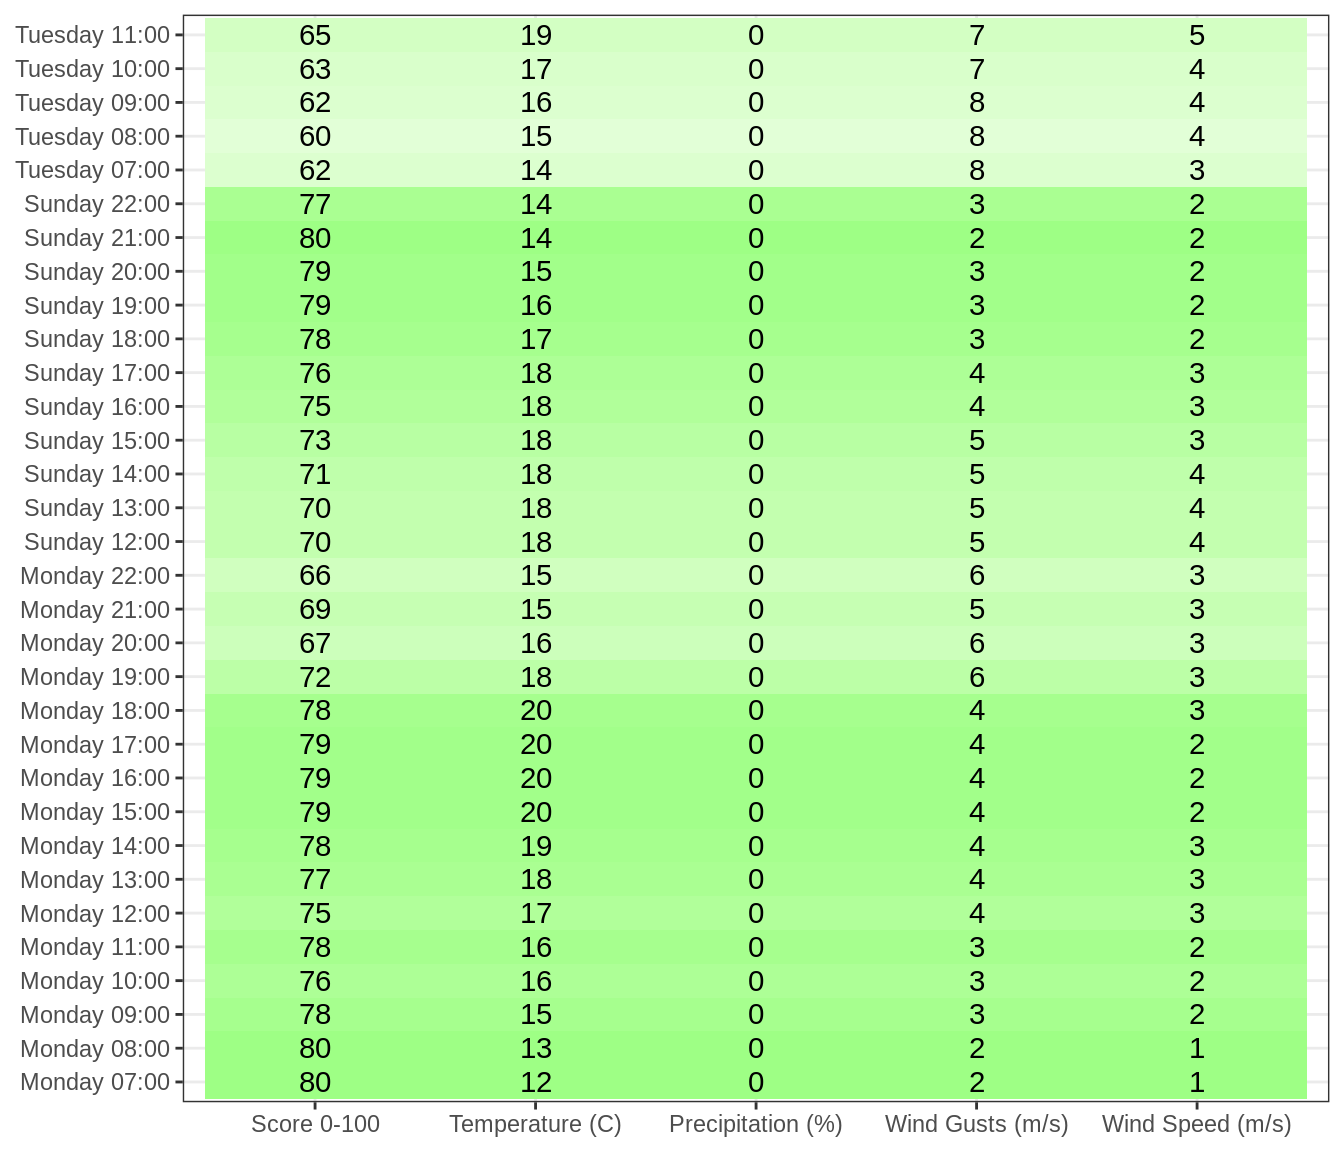 Tuesday 11:00 65 19 0 7 5
Tuesday 10:00 63 17 0 7 4
Tuesday 09:00 62 16 0 8 4
Tuesday 08:00 60 15 0 8 4
Tuesday 07:00 62 14 0 8 3
Sunday 22:00 77 14 0 3 2
Sunday 21:00 80 14 0 2 2
Sunday 20:00 79 15 0 3 2
Sunday 19:00 79 16 0 3 2
Sunday 18:00 78 17 0 3 2
Sunday 17:00 76 18 0 4 3
Sunday 16:00 75 18 0 4 3
Sunday 15:00 73 18 0 5 3
Sunday 14:00 71 18 0 5 4
Sunday 13:00 70 18 0 5 4
Sunday 12:00 70 18 0 5 4
Monday 22:00 66 15 0 6 3
Monday 21:00 69 15 0 5 3
Monday 20:00 67 16 0 6 3
Monday 19:00 72 18 0 6 3
Monday 18:00 78 20 0 4 3
Monday 17:00 79 20 0 4 2
Monday 16:00 79 20 0 4 2
Monday 15:00 79 20 0 4 2
Monday 14:00 78 19 0 4 3
Monday 13:00 77 18 0 4 3
Monday 12:00 75 17 0 4 3
Monday 11:00 78 16 0 3 2
Monday 10:00 76 16 0 3 2
Monday 09:00 78 15 0 3 2
Monday 08:00 80 13 0 2 1
Monday 07:00 80 12 0 2 1
Score 0-100 Temperature (C) Precipitation (%) Wind Gusts (m/s) Wind Speed (m/s)